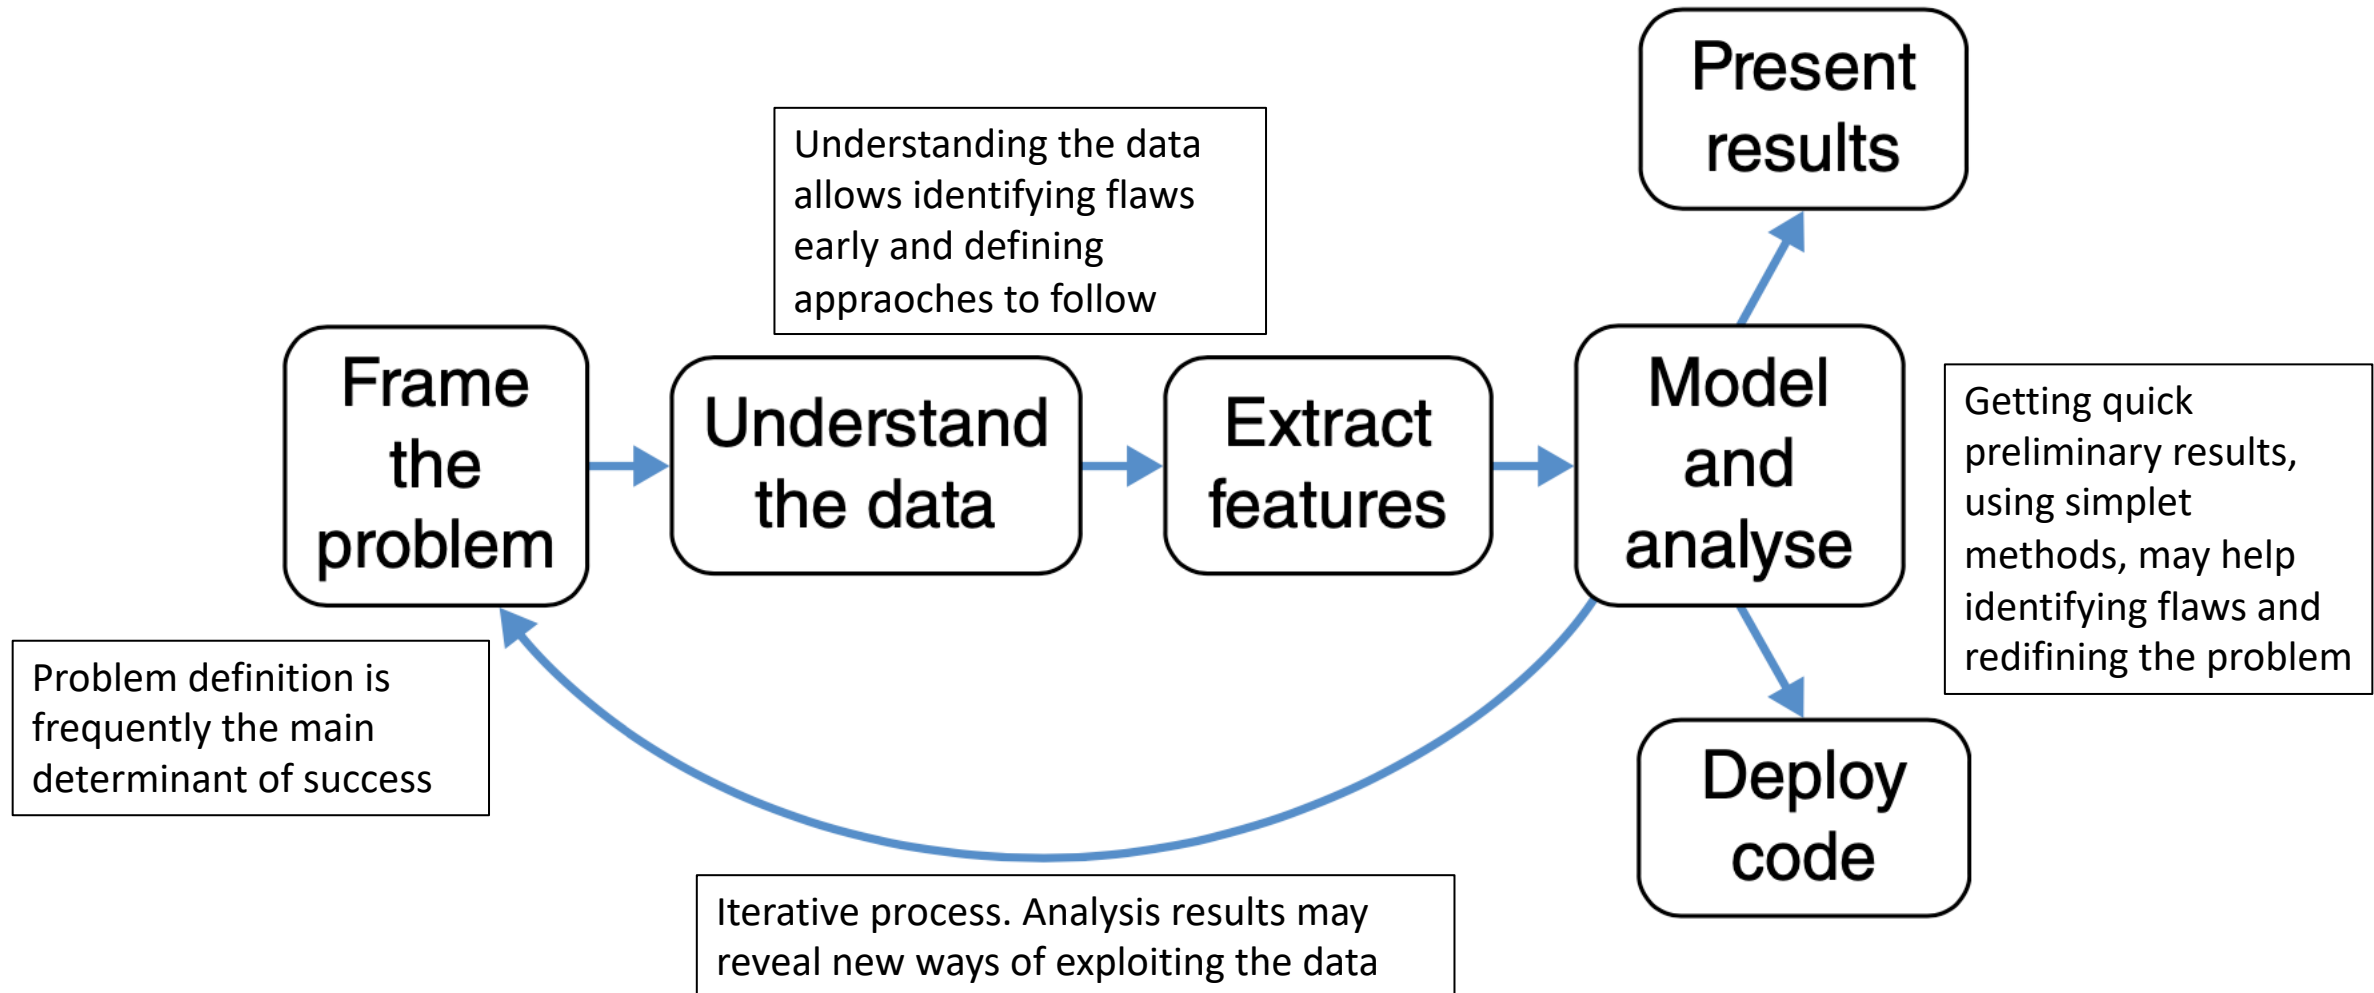 Present
results
Understanding the data
allows identifying flaws
early and defining
appraoches to follow
Frame
the
problem
Understand
the data
Extract
features
Model
and
analyse
Getting quick
preliminary results,
using simplet
methods, may help
identifying flaws and
redifining the problem
Problem definition is
frequently the main
determinant of success
Deploy
code
Iterative process. Analysis results may
reveal new ways of exploiting the data